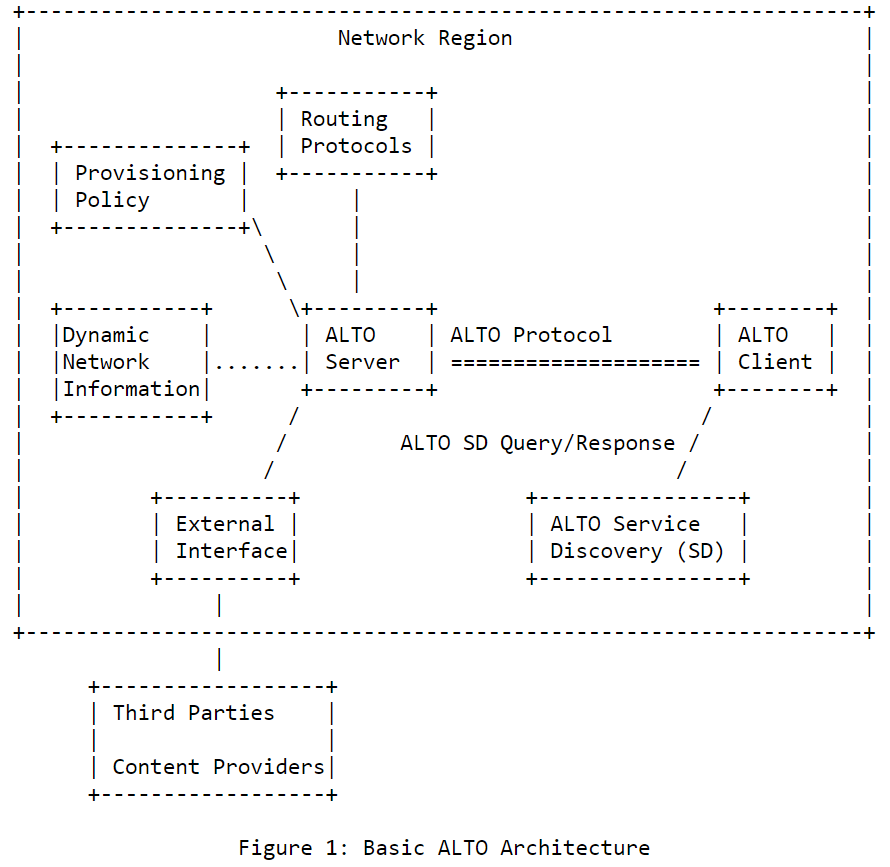 Network Region
Routing
Protocols
Provisioning
Policy
Dynamic
Network
Information
ALTO
Server
ALTO Protocol
ALTO
Client
ALTO SD Query/Response
External
Interface
ALTO Service
Discovery (SD)
Third Parties
Content Providers
Figure 1: Basic ALTO Architecture